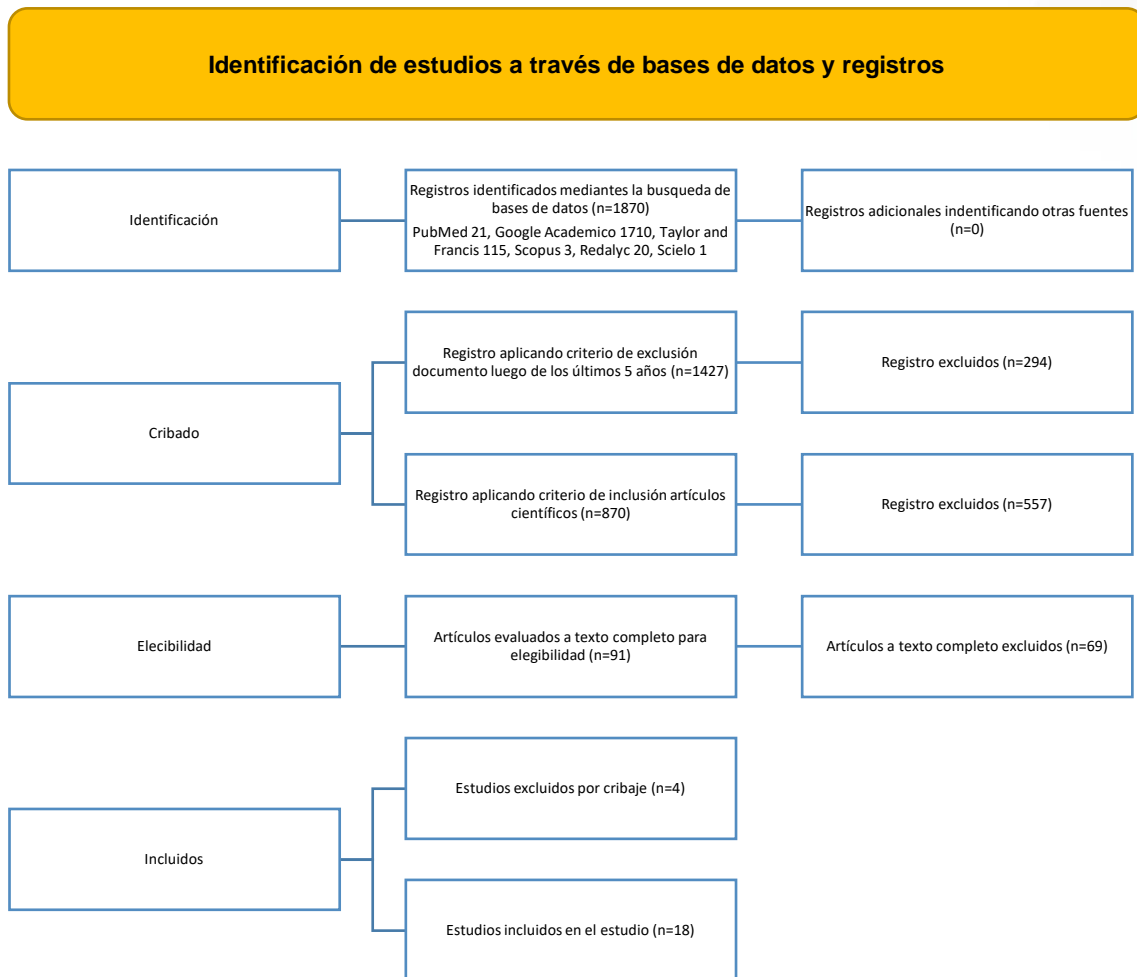 Identificación de estudios a través de bases de datos y registros
Identificación
Registros identificados mediantes la busqueda de
bases de datos (n=1870)
PubMed 21, Google Academico 1710, Taylor and
Francis 115, Scopus 3, Redalyc 20, Scielo 1
Registros adicionales indentificando otras fuentes
(n=0)
Cribado
Registro aplicando criterio de exclusión
documento luego de los últimos 5 años (n=1427)
Registro excluidos (n=294)
Registro aplicando criterio de inclusión artículos
científicos (n=870)
Registro excluidos (n=557)
Elecibilidad
Artículos evaluados a texto completo para
elegibilidad (n=91)
Artículos a texto completo excluidos (n=69)
Incluidos
Estudios excluidos por cribaje (n=4)
Estudios incluidos en el estudio (n=18)